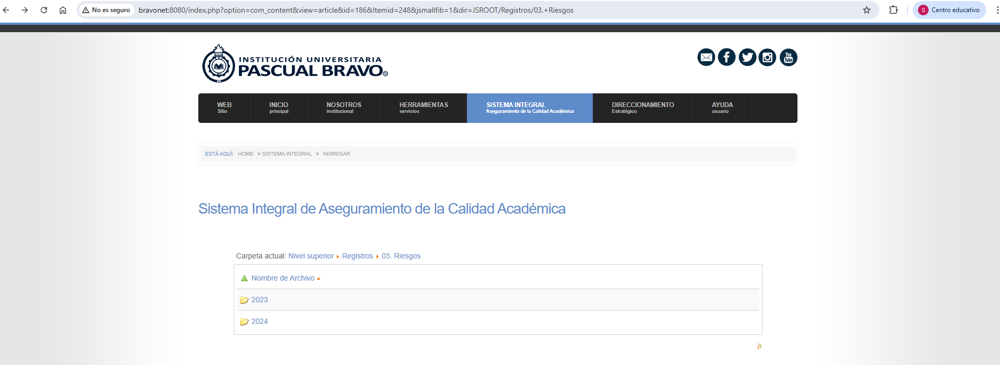 No es seguro
bravonet:8080/index.php?option=com_content&view=article&id=186&Itemid=248&jsmallfib=1&dir=JSROOT/Registros/03.+Riesgos
S
Centro educativo
INSTITUCIÓN UNIVERSITARIA
PASCUAL BRAVO®
You
Tube
WEB
Sitio
INICIO
principal
NOSOTROS
institucional
HERRAMIENTAS
servicios
SISTEMA INTEGRAL
Aseguramiento de la Calidad Académica
DIRECCIONAMIENTO
Estratégico
AYUDA
usuario
ESTÁ AQUÍ: HOME > SISTEMA INTEGRAL > INGRESAR
Sistema Integral de Aseguramiento de la Calidad Académica
Carpeta actual: Nivel superior Registros 03. Riesgos
Nombre de Archivo
2023
2024
js